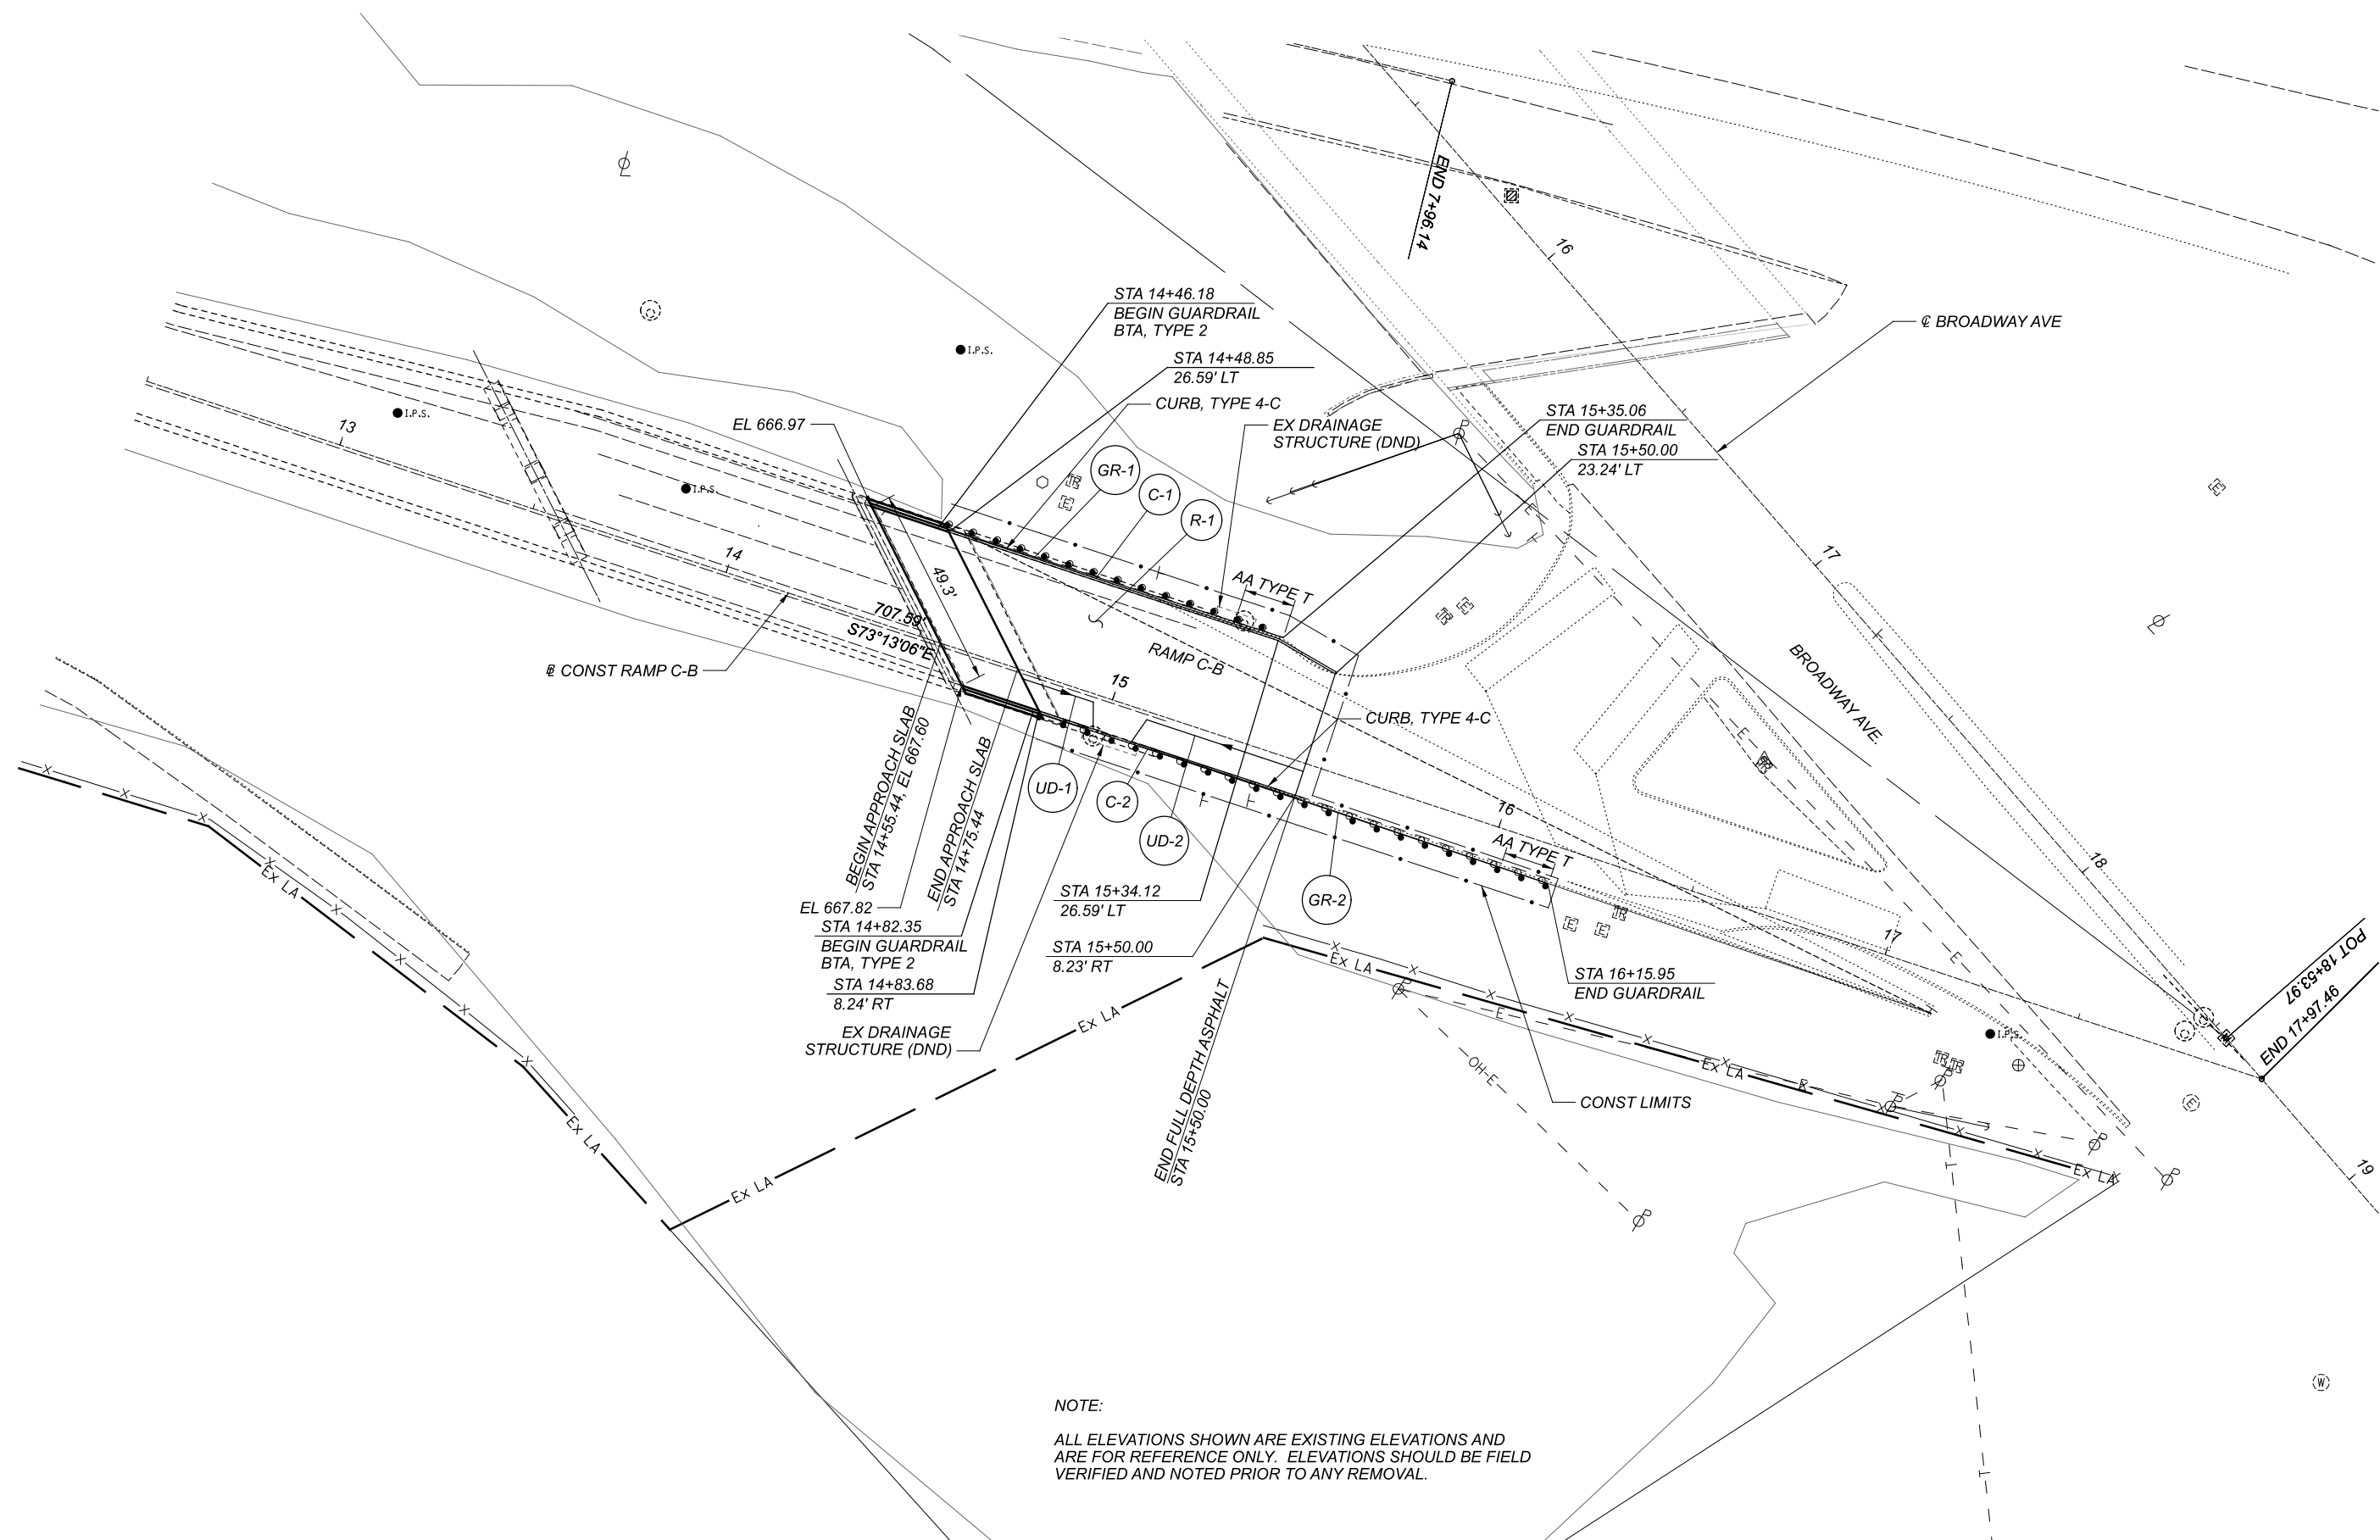 END 7+96.14
16
℄ BROADWAY AVE
STA 14+46.18
BEGIN GUARDRAIL
BTA, TYPE 2
I.P.S.
STA 14+48.85
26.59' LT
CURB, TYPE 4-C
I.P.S.
13
EL 666.97
EX DRAINAGE
STRUCTURE (DND)
STA 15+35.06
END GUARDRAIL
STA 15+50.00
23.24' LT
P
GR-1
C-1
R-1
I.P.S.
TR
E
E
E
T
14
49.3'
AA TYPE T
17
707.59'
S73°13'06"E
TR
E
RAMP C-B
BROADWAY AVE.
℄ CONST RAMP C-B
15
CURB, TYPE 4-C
E
TR
UD-1
C-2
UD-2
BEGIN APPROACH SLAB
STA 14+55.44, EL 667.60
END APPROACH SLAB
STA 14+75.44
16
AA TYPE T
18
Ex LA
EL 667.82
STA 14+82.35
BEGIN GUARDRAIL
BTA, TYPE 2
STA 14+83.68
8.24' RT
STA 15+34.12
26.59' LT
GR-2
TR
E
E
17
STA 15+50.00
8.23' RT
Ex LA
STA 16+15.95
END GUARDRAIL
E
POT 18+53.97
END 17+97.46
EX DRAINAGE
STRUCTURE (DND)
Ex LA
P
E
I.P.S.
OH-E
Ex LA
TR
TR
P
P
E
END FULL DEPTH ASPHALT
STA 15+50.00
CONST LIMITS
Ex LA
Ex LA
P
Ex LA
P
P
T
19
W
T
NOTE:
ALL ELEVATIONS SHOWN ARE EXISTING ELEVATIONS AND
ARE FOR REFERENCE ONLY.  ELEVATIONS SHOULD BE FIELD
VERIFIED AND NOTED PRIOR TO ANY REMOVAL.